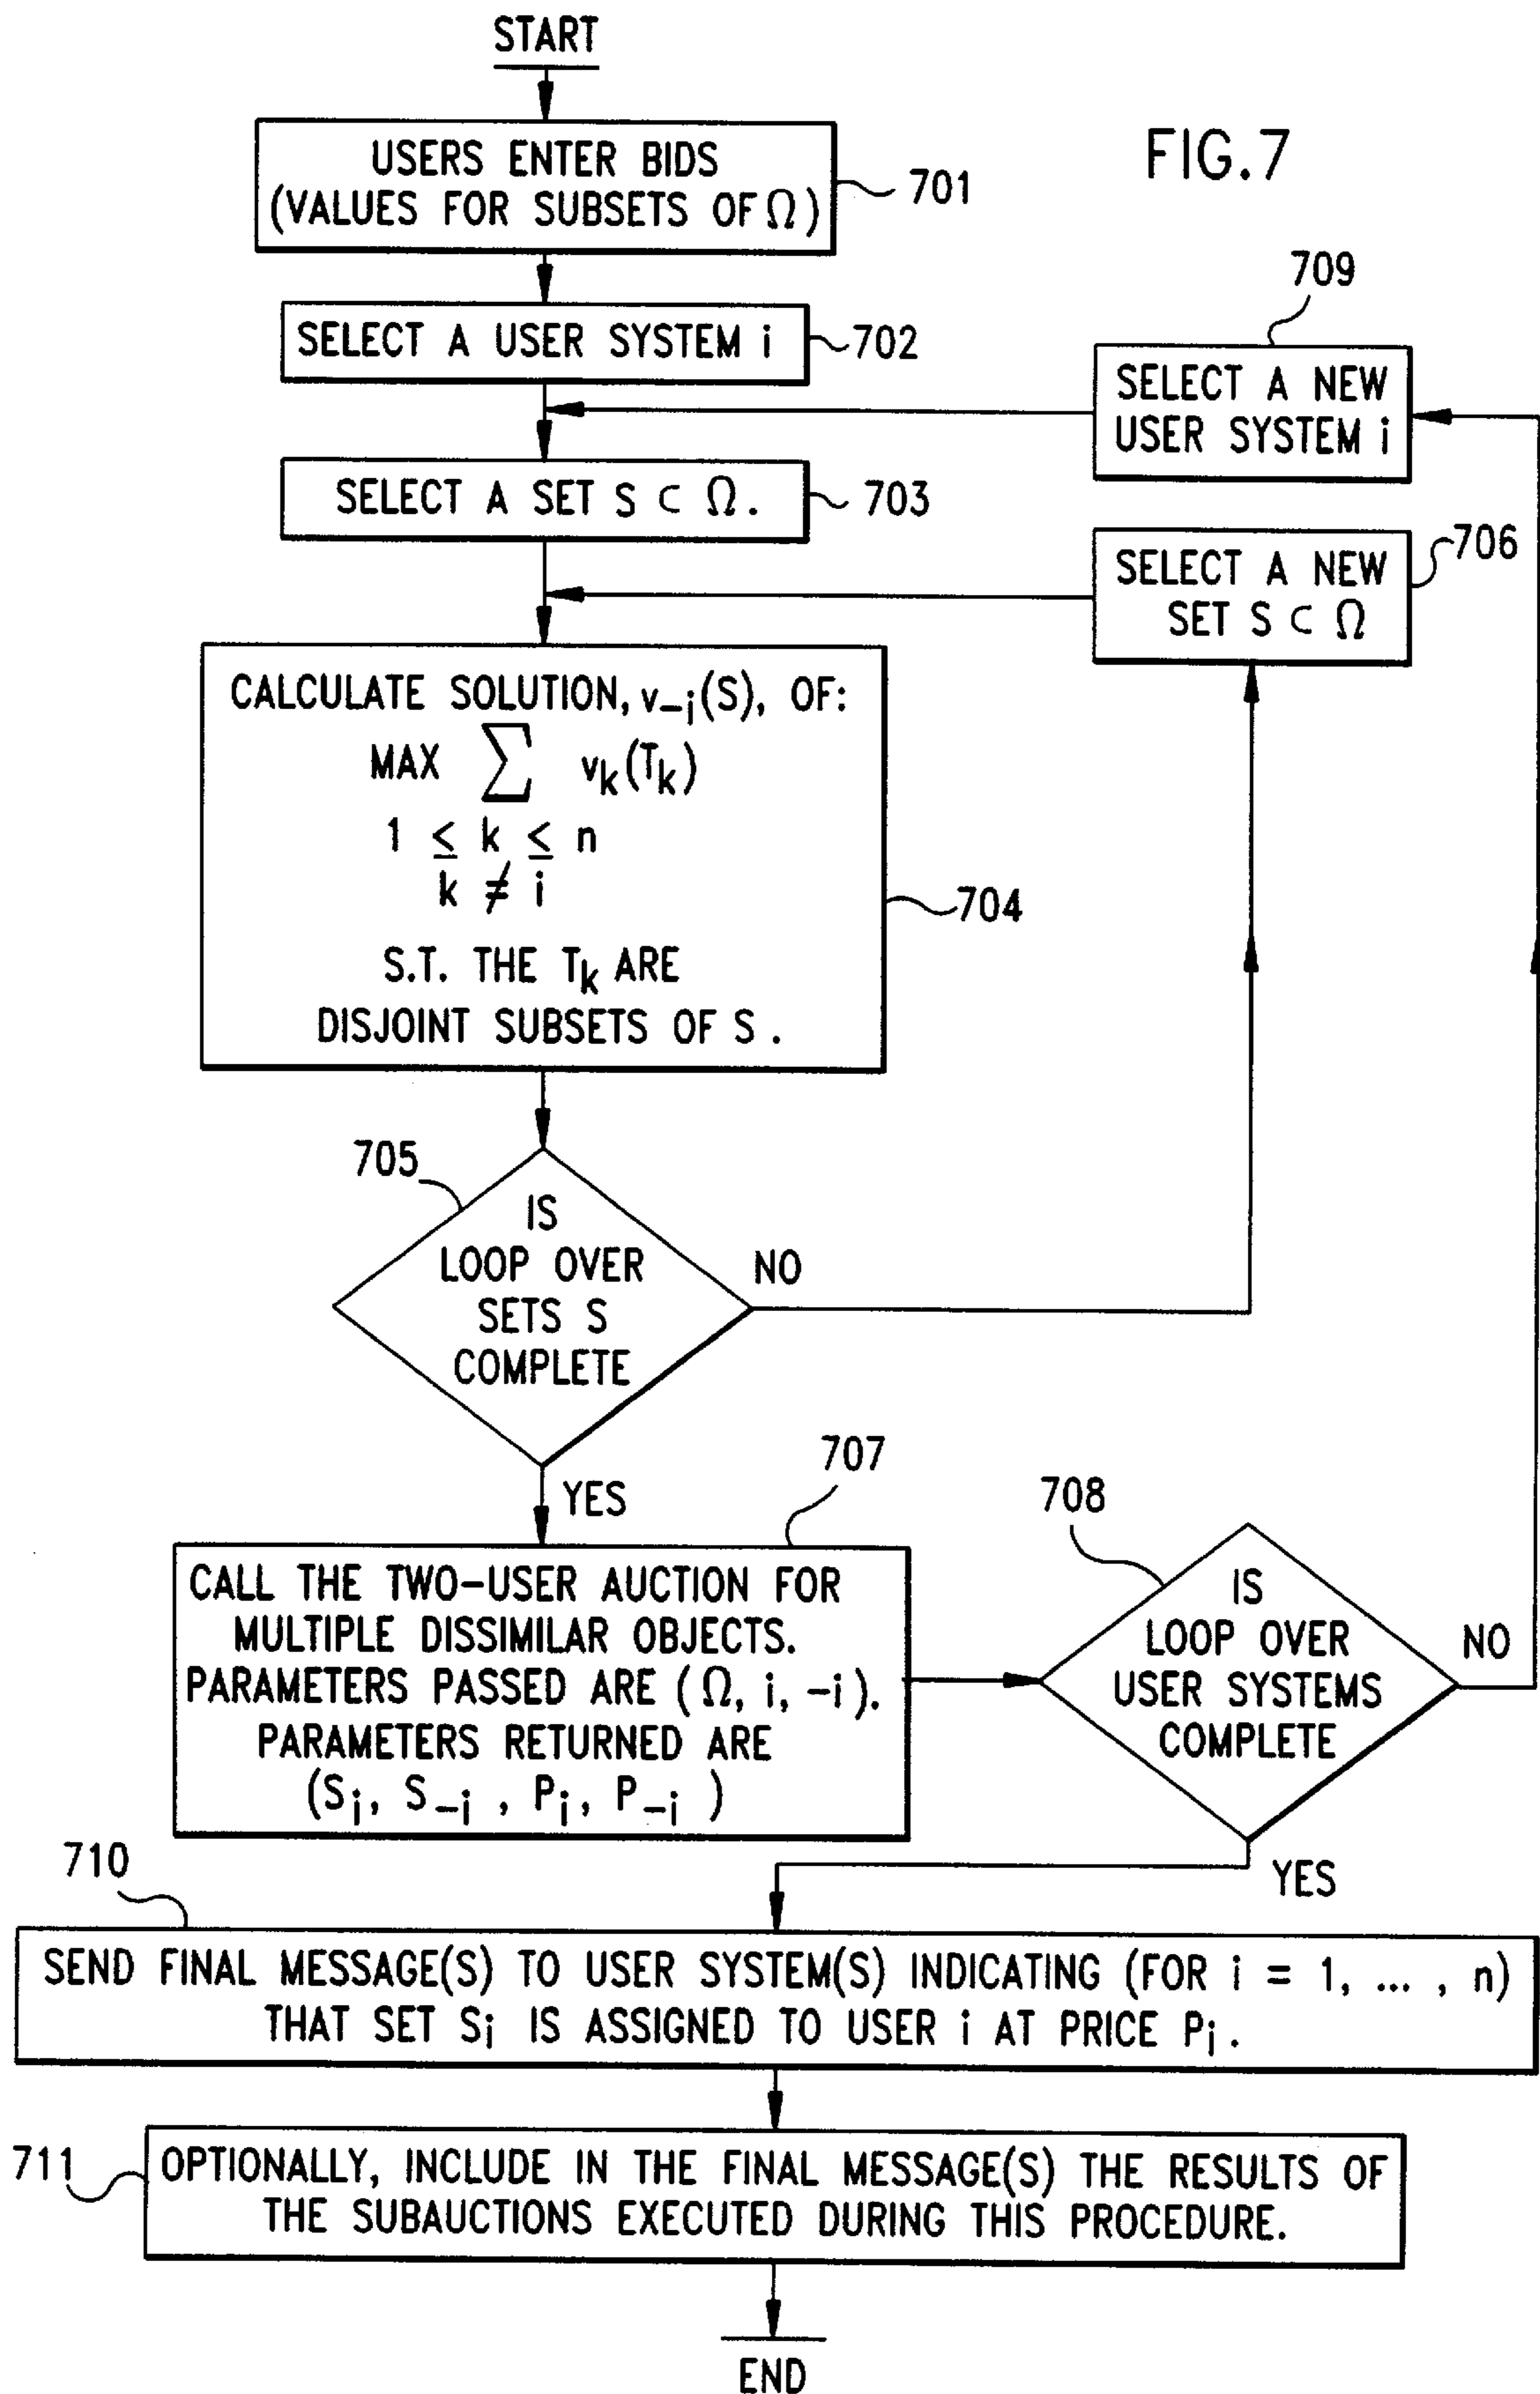 START
FIG.7
USERS ENTER BIDS
(VALUES FOR SUBSETS OF Ω)
701
SELECT A USER SYSTEM i
702
709
SELECT A NEW
USER SYSTEM i
SELECT A SET S ⊂ Ω.
703
706
SELECT A NEW
SET S ⊂ Ω
CALCULATE SOLUTION, v₋ᵢ(S), OF:
MAX ∑ vₖ(Tₖ)
1 ≤ k ≤ n
k ≠ i
S.T. THE Tₖ ARE
DISJOINT SUBSETS OF S.
704
705
IS
LOOP OVER
SETS S
COMPLETE
NO
YES
707
CALL THE TWO-USER AUCTION FOR
MULTIPLE DISSIMILAR OBJECTS.
PARAMETERS PASSED ARE (Ω, i, -i).
PARAMETERS RETURNED ARE
(Sᵢ, S₋ᵢ, Pᵢ, P₋ᵢ)
708
IS
LOOP OVER
USER SYSTEMS
COMPLETE
NO
YES
710
SEND FINAL MESSAGE(S) TO USER SYSTEM(S) INDICATING (FOR i = 1, ... , n)
THAT SET Sᵢ IS ASSIGNED TO USER i AT PRICE Pᵢ.
711
OPTIONALLY, INCLUDE IN THE FINAL MESSAGE(S) THE RESULTS OF
THE SUBAUCTIONS EXECUTED DURING THIS PROCEDURE.
END